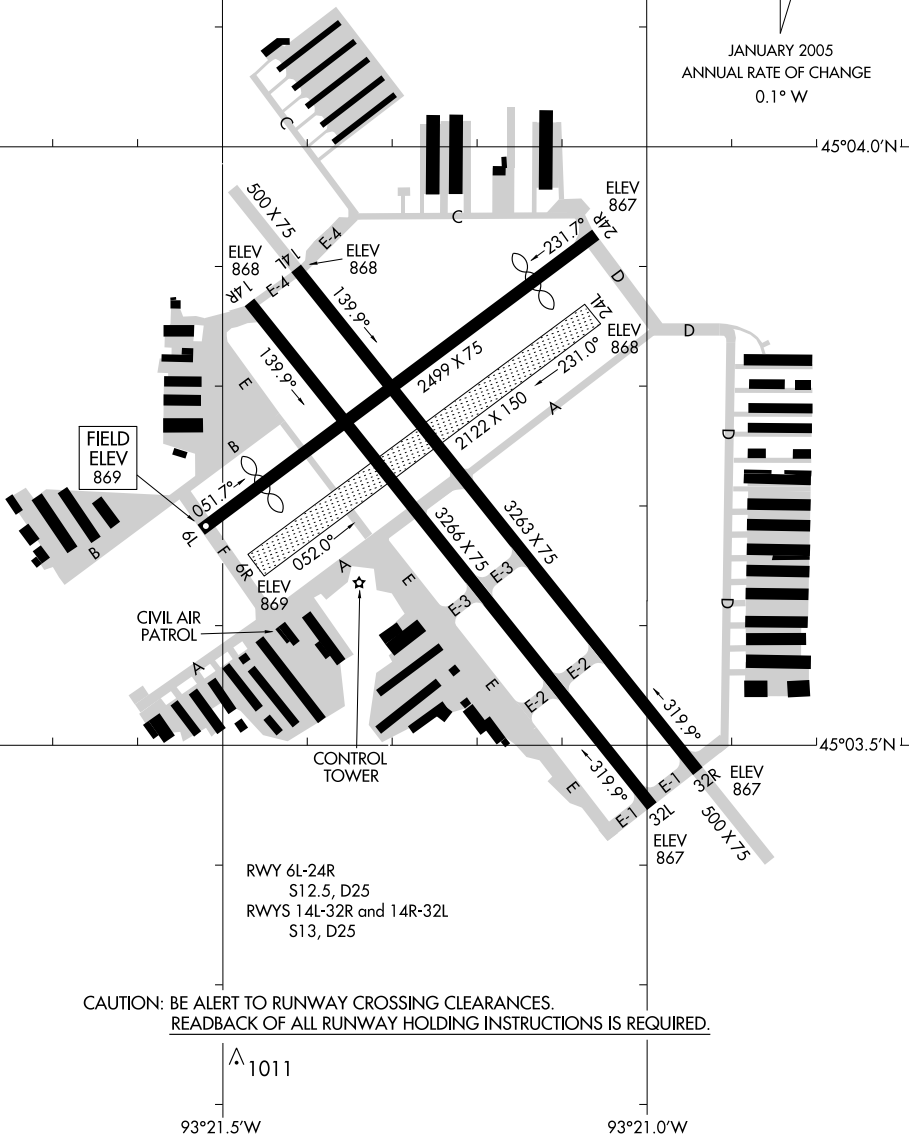 JANUARY 2005
ANNUAL RATE OF CHANGE
0.1° W
45°04.0'N
C
500 X 75
ELEV
867
24R
C
E-4
ELEV
868
14L
ELEV
868
231.7°
D
14R
E-4
139.9°
24L
ELEV
868
D
2499 X 75
231.0°
139.9°
E
2122 X 150
A
FIELD
ELEV
869
B
D
051.7°
6L
3266 X 75
3263 X 75
B
F
6R
052.0°
ELEV
869
A
E
E-3
E-3
D
CIVIL AIR
PATROL
A
E
E-2
E-2
319.9°
45°03.5'N
CONTROL
TOWER
319.9°
E
E-1
32R
ELEV
867
E-1
32L
500 X 75
ELEV
867
RWY 6L-24R
S12.5, D25
RWYS 14L-32R and 14R-32L
S13, D25
CAUTION: BE ALERT TO RUNWAY CROSSING CLEARANCES.
READBACK OF ALL RUNWAY HOLDING INSTRUCTIONS IS REQUIRED.
1011
93°21.5'W
93°21.0'W